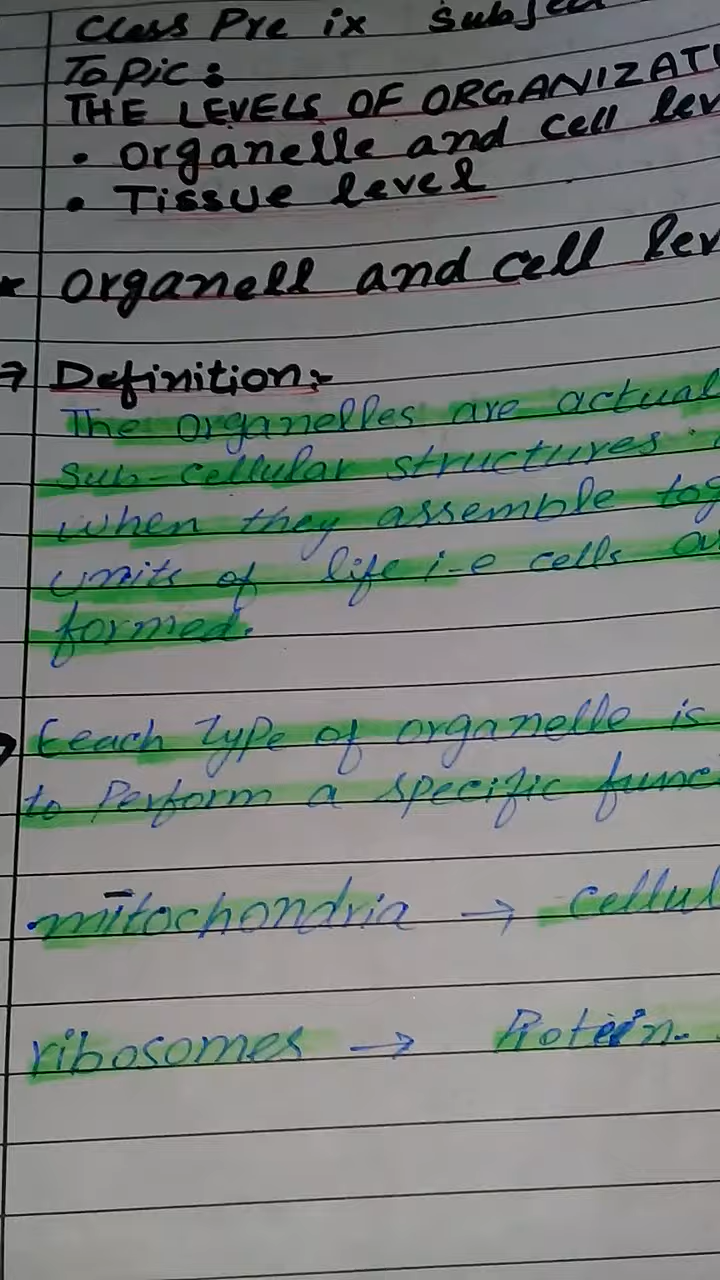 Class Pre ix Subjec
Topic:
THE LEVELS OF ORGANIZAT
• Organelle and cell lev
• Tissue level
* Organell and cell lev
→ Definition:-
The organelles are actual
Sub-cellular structures
when they assemble tog
units of life i-e cells a
formed.
Eeach type of organelle is
to Perform a specific func
mitochondria → cellul
ribosomes → Protein.